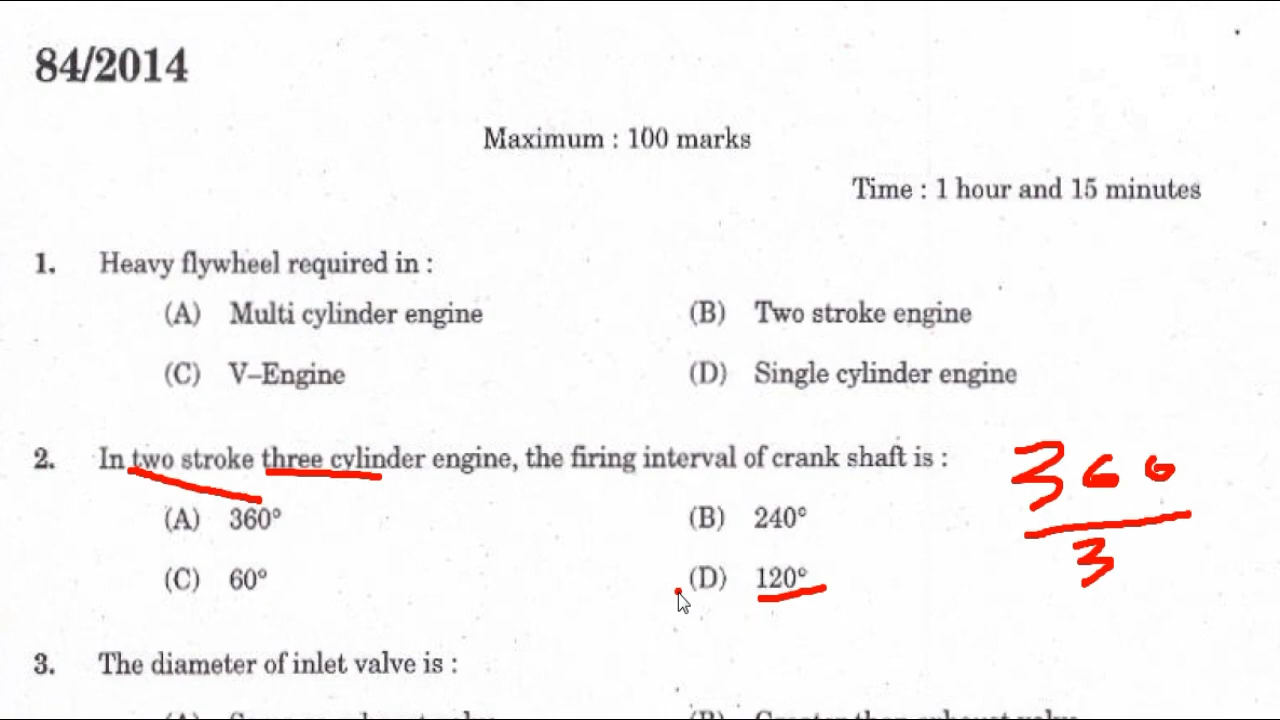 84/2014
Maximum : 100 marks
Time : 1 hour and 15 minutes
1. Heavy flywheel required in :
(A) Multi cylinder engine (B) Two stroke engine
(C) V–Engine (D) Single cylinder engine
2. In two stroke three cylinder engine, the firing interval of crank shaft is :
360
(A) 360° (B) 240°
3
(C) 60° (D) 120°
3. The diameter of inlet valve is :